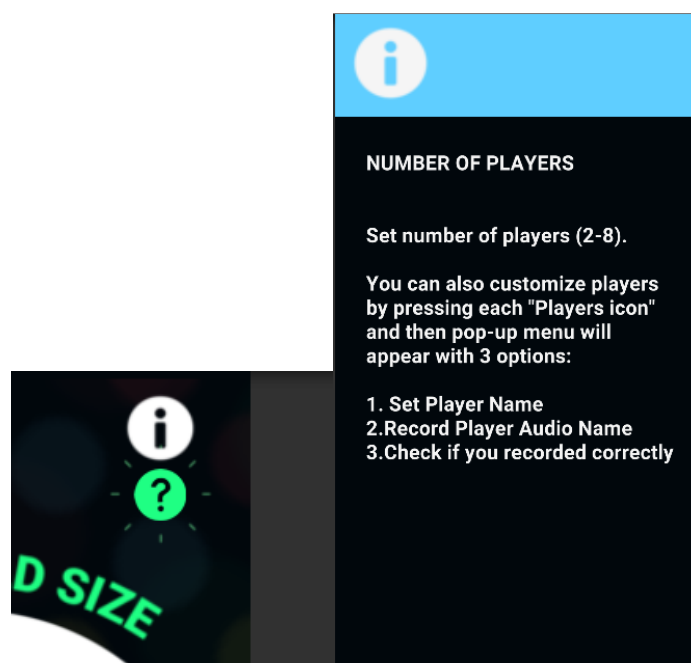 i
NUMBER OF PLAYERS
Set number of players (2-8).
You can also customize players
by pressing each "Players icon"
and then pop-up menu will
appear with 3 options:
1. Set Player Name
2.Record Player Audio Name
3.Check if you recorded correctly
i
?
D SIZE